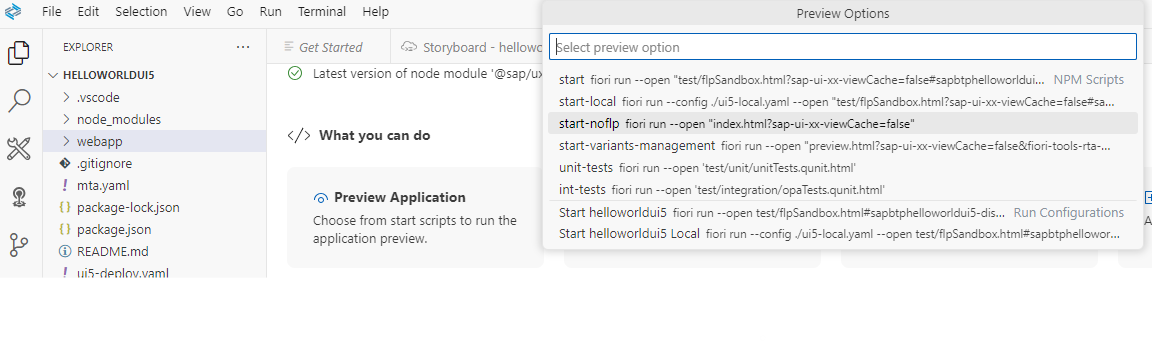 File Edit Selection View Go Run Terminal Help
Preview Options
Select preview option
start fiori run --open "test/flpSandbox.html?sap-ui-xx-viewCache=false#sapbtphelloworldui... NPM Scripts
start-local fiori run --config ./ui5-local.yaml --open "test/flpSandbox.html?sap-ui-xx-viewCache=false#sa...
start-noflp fiori run --open "index.html?sap-ui-xx-viewCache=false"
start-variants-management fiori run --open "preview.html?sap-ui-xx-viewCache=false&fiori-tools-rta-...
unit-tests fiori run --open 'test/unit/unitTests.qunit.html'
int-tests fiori run --open 'test/integration/opaTests.qunit.html'
Start helloworldui5 fiori run --open test/flpSandbox.html#sapbtphelloworldui5-dis... Run Configurations
Start helloworldui5 Local fiori run --config ./ui5-local.yaml --open test/flpSandbox.html#sapbtphellowor...
EXPLORER
HELLOWORLDUI5
.vscode
node_modules
webapp
.gitignore
mta.yaml
package-lock.json
package.json
README.md
ui5-deploy.yaml
Get Started
Storyboard - hellowo
Latest version of node module '@sap/ux
What you can do
Preview Application
Choose from start scripts to run the
application preview.
A